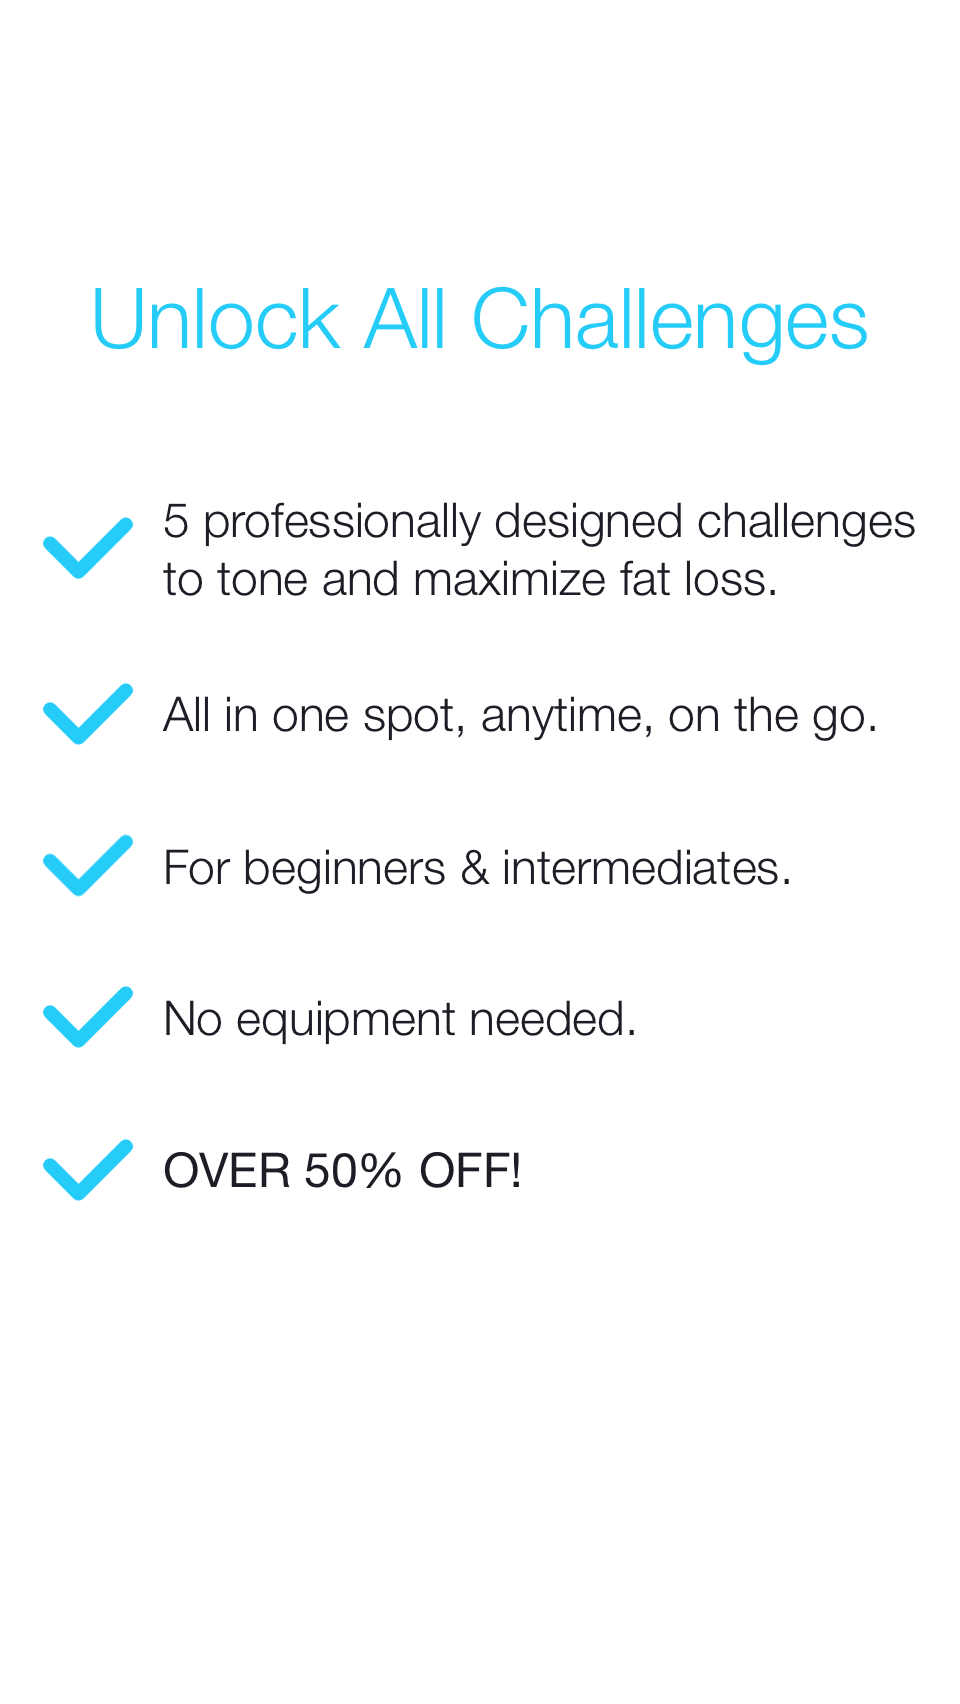 Unlock All Challenges
5 professionally designed challenges
to tone and maximize fat loss.
All in one spot, anytime, on the go.
For beginners & intermediates.
No equipment needed.
OVER 50% OFF!